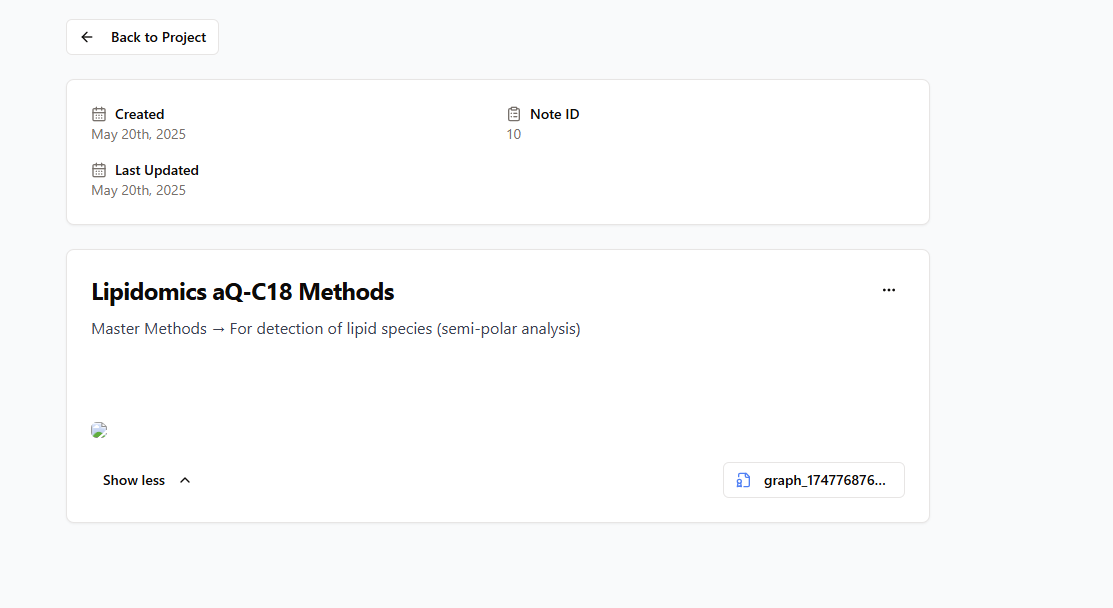 Back to Project
Created
May 20th, 2025
Note ID
10
Last Updated
May 20th, 2025
Lipidomics aQ-C18 Methods
Master Methods → For detection of lipid species (semi-polar analysis)
Show less
graph_174776876...